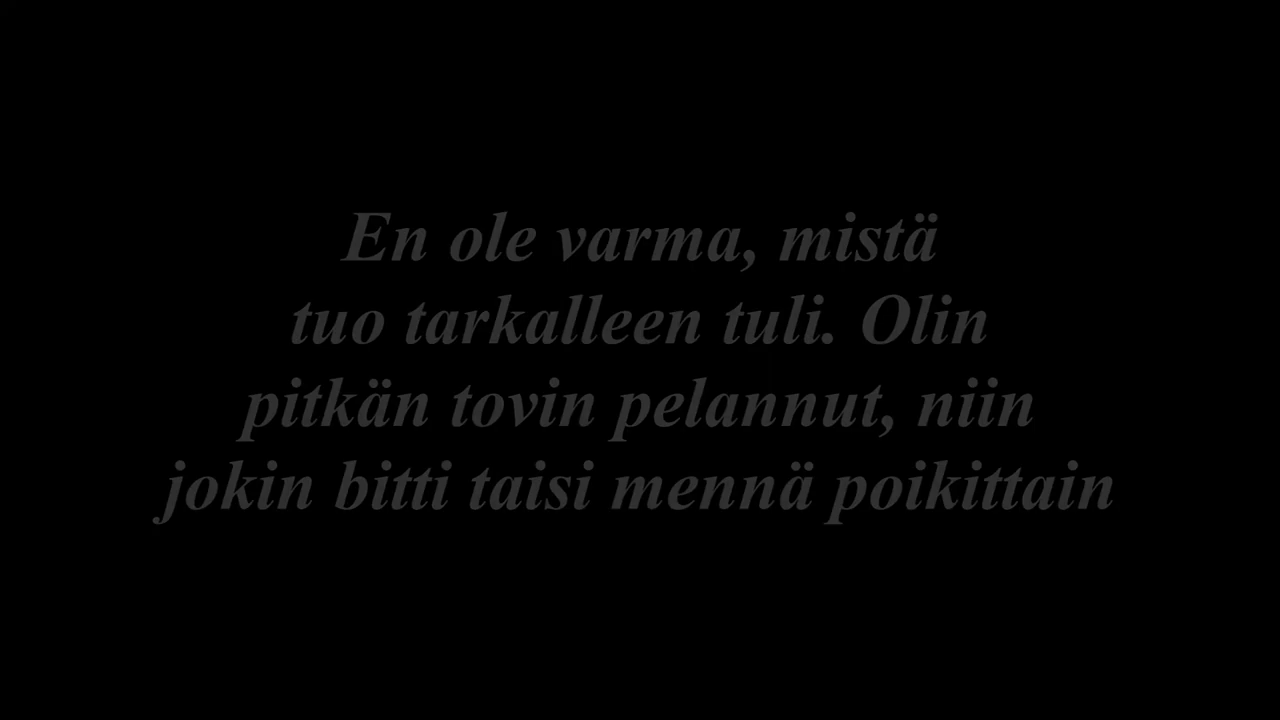 En ole varma, mistä
tuo tarkalleen tuli. Olin
pitkän tovin pelannut, niin
jokin bitti taisi mennä poikittain